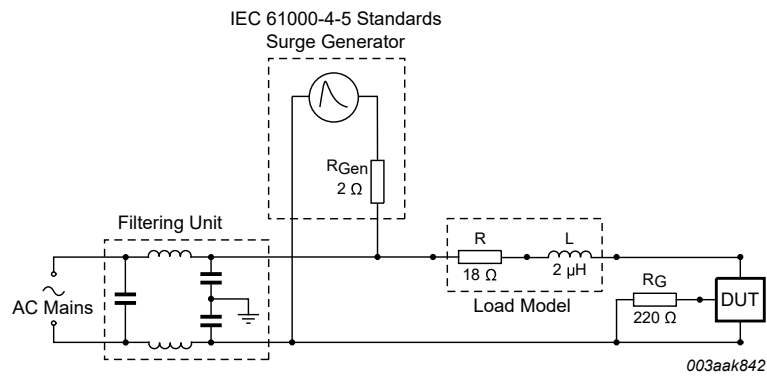 IEC 61000-4-5 Standards
Surge Generator
RGen
2 Ω
Filtering Unit
R
L
18 Ω
2 μH
AC Mains
Load Model
RG
220 Ω
DUT
003aak842